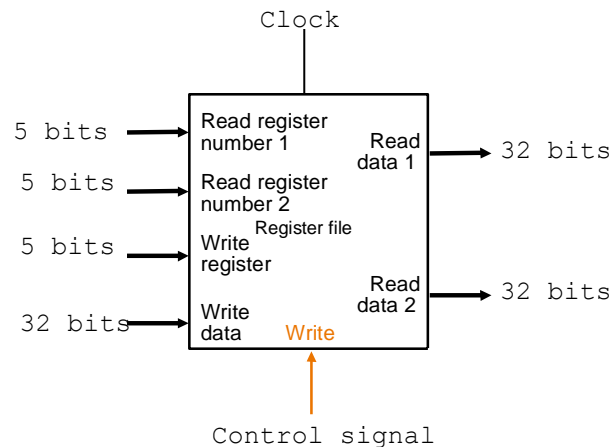 Clock
5 bits
Read register
number 1
Read
data 1
32 bits
5 bits
Read register
number 2
Register file
5 bits
Write
register
Read
data 2
32 bits
32 bits
Write
data
Write
Control signal